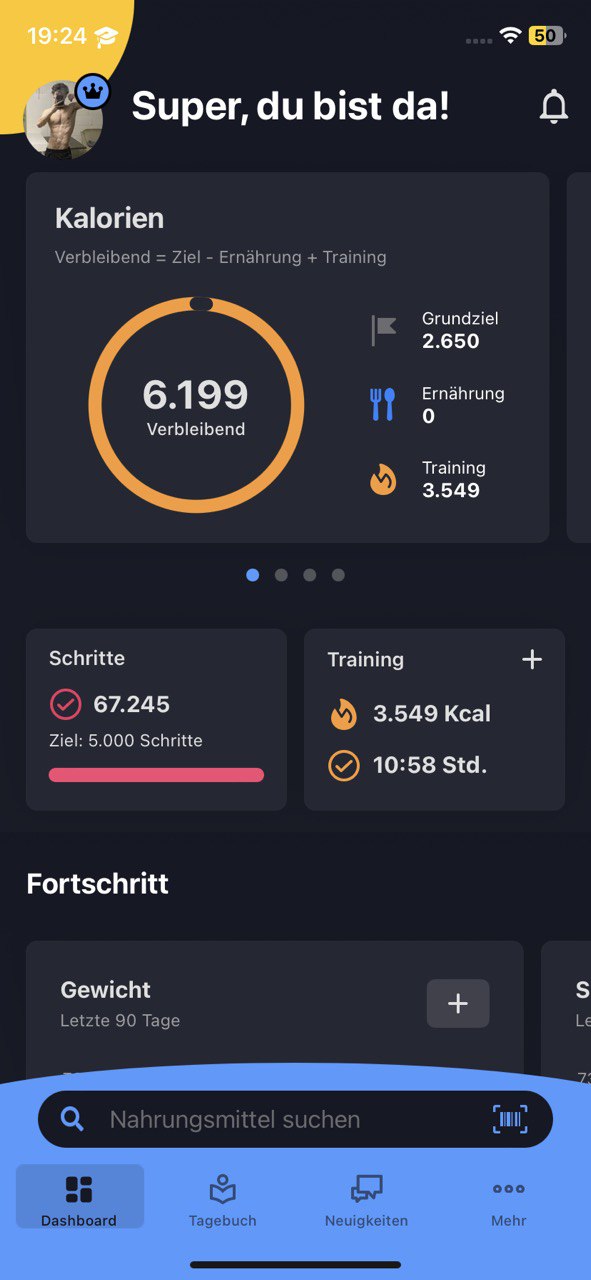 19:24
50
Super, du bist da!
Kalorien
Verbleibend = Ziel - Ernährung + Training
6.199
Verbleibend
Grundziel
2.650
Ernährung
0
Training
3.549
Schritte
67.245
Ziel: 5.000 Schritte
Training
3.549 Kcal
10:58 Std.
Fortschritt
Gewicht
Letzte 90 Tage
Nahrungsmittel suchen
Dashboard
Tagebuch
Neuigkeiten
Mehr